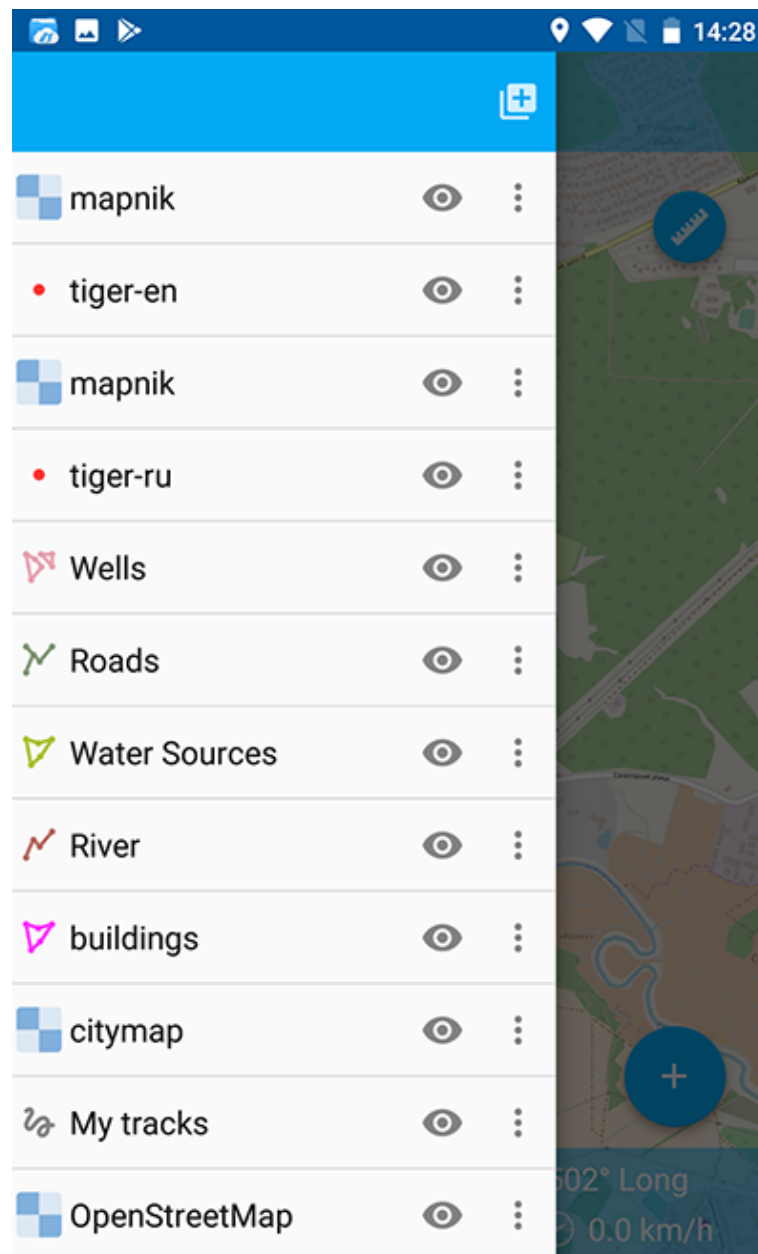 14:28
mapnik
tiger-en
mapnik
tiger-ru
Wells
Roads
Water Sources
River
buildings
citymap
My tracks
OpenStreetMap
502° Long
0.0 km/h